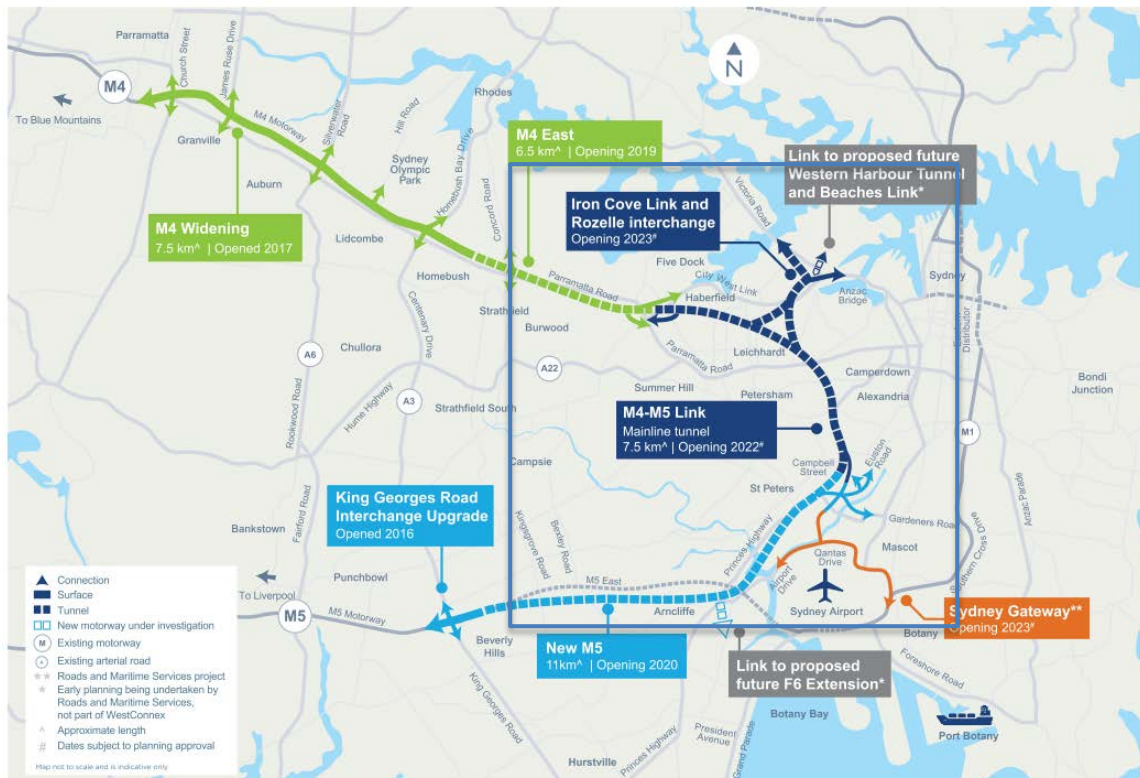 Parramatta
Church Street
James Ruse Drive
M4
To Blue Mountains
M4 Motorway
Granville
Silverwater
Road
Hill Road
Rhodes
Homebush Bay Drive
Sydney
Olympic
Park
Auburn
Concord Road
N
M4 East
6.5 km^ | Opening 2019
Victoria Road
Link to proposed future
Western Harbour Tunnel
and Beaches Link*
Iron Cove Link and
Rozelle interchange
Opening 2023#
M4 Widening
7.5 km^ | Opened 2017
Lidcombe
Homebush
Parramatta Road
Five Dock
City West Link
Haberfield
Anzac
Bridge
Sydney
Distributor
Strathfield
Burwood
Centenary Drive
Chullora
A6
A22
A3
Leichhardt
Parramatta Road
Summer Hill
Petersham
Camperdown
Alexandria
Bondi
Junction
Rookwood Road
Hume Highway
Strathfield South
M4-M5 Link
Mainline tunnel
7.5 km^ | Opening 2022#
M1
Campsie
Campbell
Street
Euston
Road
St Peters
Anzac Parade
King Georges Road
Interchange Upgrade
Opened 2016
Fairford Road
Bankstown
Kingsgrove Road
Bexley Road
Princes Highway
Gardeners Road
Mascot
Qantas
Drive
Airport
Drive
Southern Cross Drive
Punchbowl
To Liverpool
M5
M5 Motorway
M5 East
Arncliffe
Sydney Airport
Sydney Gateway**
Opening 2023#
Botany
Beverly
Hills
New M5
11km^ | Opening 2020
Link to proposed
future F6 Extension*
Foreshore Road
King Georges Road
Botany Bay
Port Botany
Princes Highway
President
Avenue
Grand Parade
Hurstville
Connection
Surface
Tunnel
New motorway under investigation
M Existing motorway
A Existing arterial road
** Roads and Maritime Services project
* Early planning being undertaken by
Roads and Maritime Services,
not part of WestConnex
^ Approximate length
# Dates subject to planning approval
Map not to scale and is indicative only